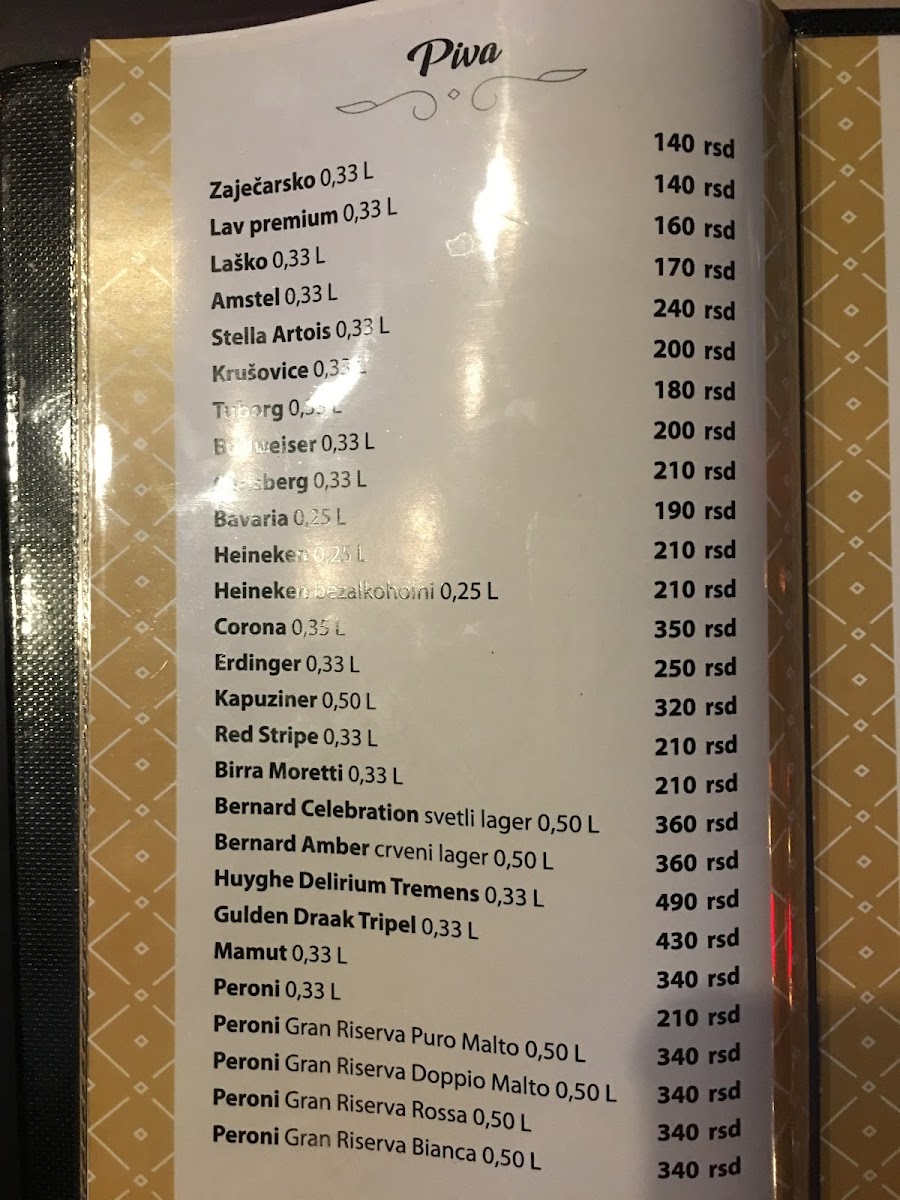 Piva
Zaječarsko 0,33 L 140 rsd
Lav premium 0,33 L 140 rsd
Laško 0,33 L 160 rsd
Amstel 0,33 L 170 rsd
Stella Artois 0,33 L 240 rsd
Krušovice 0,33 L 200 rsd
Tuborg 0,33 L 180 rsd
Budweiser 0,33 L 200 rsd
Carlsberg 0,33 L 210 rsd
Bavaria 0,25 L 190 rsd
Heineken 0,25 L 210 rsd
Heineken bezalkoholni 0,25 L 210 rsd
Corona 0,35 L 350 rsd
Erdinger 0,33 L 250 rsd
Kapuziner 0,50 L 320 rsd
Red Stripe 0,33 L 210 rsd
Birra Moretti 0,33 L 210 rsd
Bernard Celebration svetli lager 0,50 L 360 rsd
Bernard Amber crveni lager 0,50 L 360 rsd
Huyghe Delirium Tremens 0,33 L 490 rsd
Gulden Draak Tripel 0,33 L 430 rsd
Mamut 0,33 L 340 rsd
Peroni 0,33 L 210 rsd
Peroni Gran Riserva Puro Malto 0,50 L 340 rsd
Peroni Gran Riserva Doppio Malto 0,50 L 340 rsd
Peroni Gran Riserva Rossa 0,50 L 340 rsd
Peroni Gran Riserva Bianca 0,50 L 340 rsd